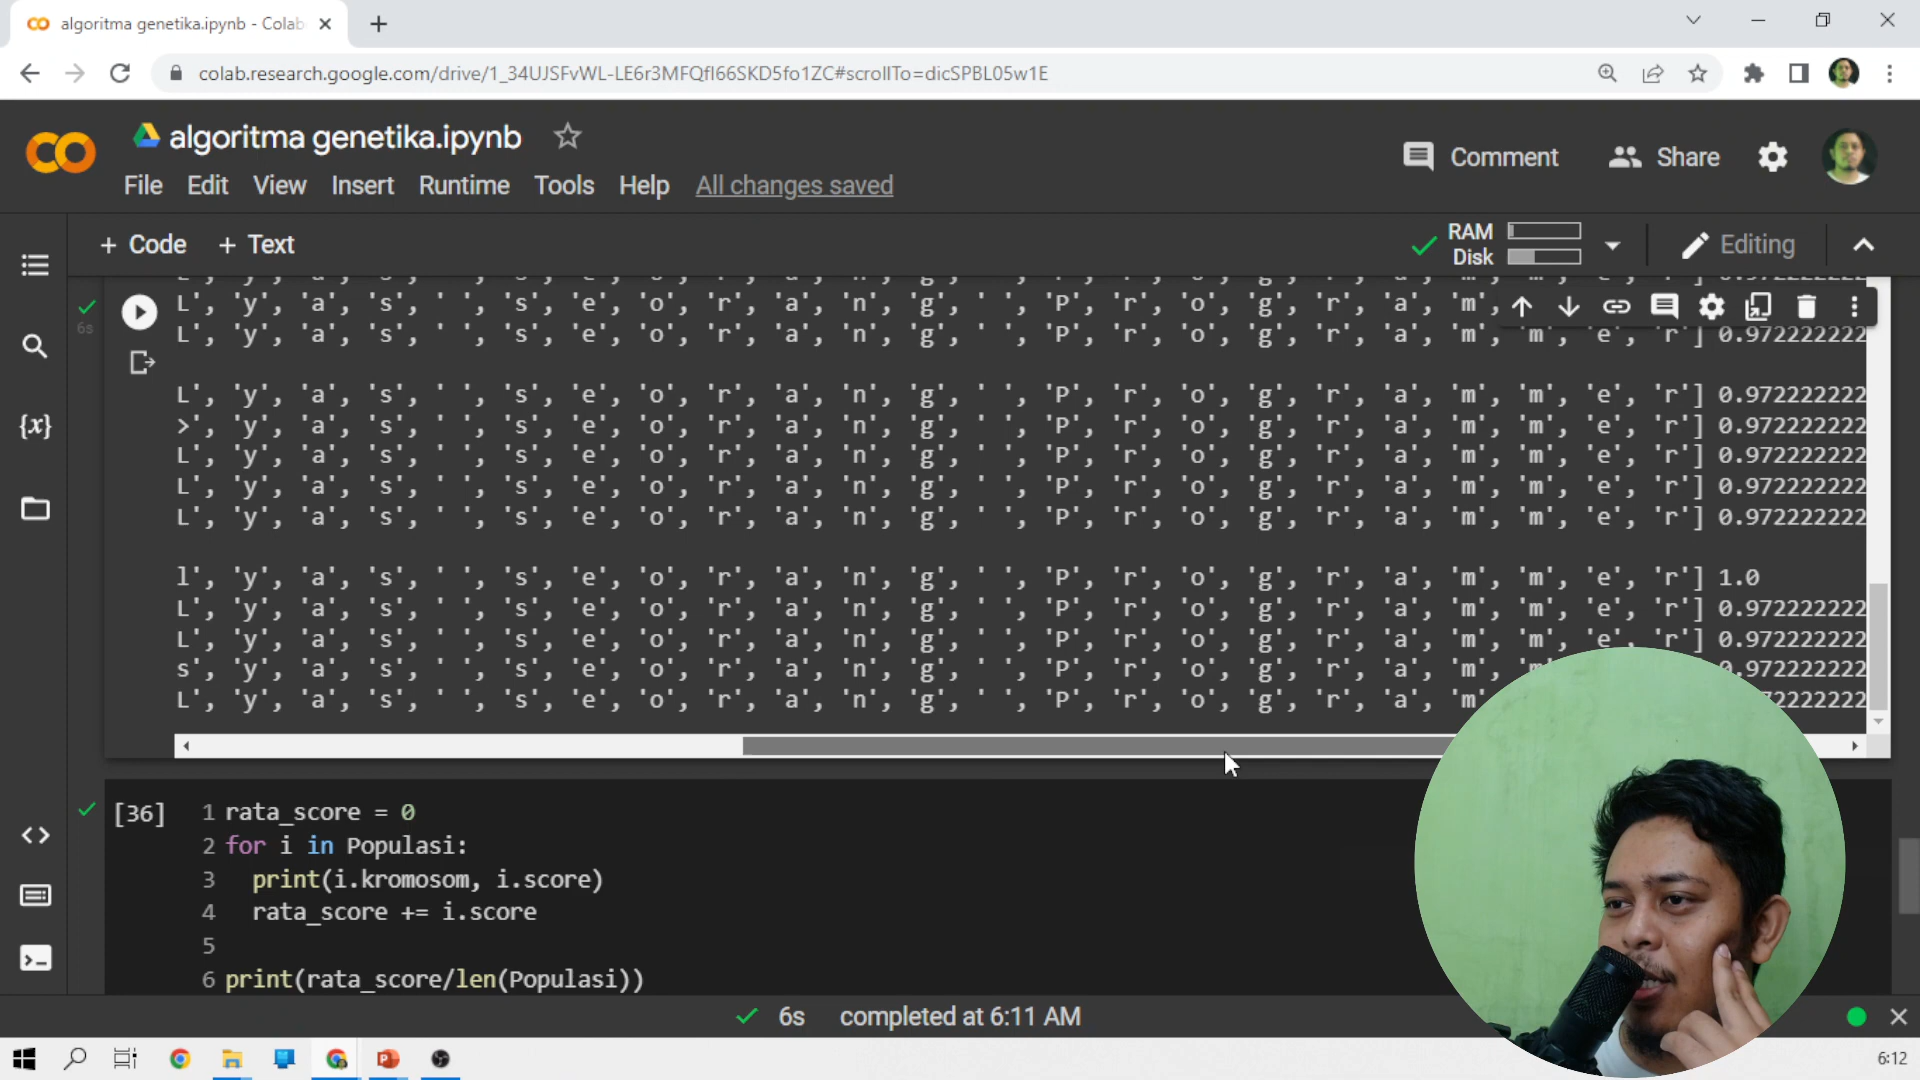 algoritma genetika.ipynb - Colab
colab.research.google.com/drive/1_34UJSFvWL-LE6r3MFQfI66SKD5fo1ZC#scrollTo=dicSPBL05w1E
algoritma genetika.ipynb
Comment
Share
File Edit View Insert Runtime Tools Help All changes saved
+ Code + Text
RAM
Disk
Editing
6s
L', 'y', 'a', 's', ' ', 's', 'e', 'o', 'r', 'a', 'n', 'g', ' ', 'P', 'r', 'o', 'g', 'r', 'a', 'm',
L', 'y', 'a', 's', ' ', 's', 'e', 'o', 'r', 'a', 'n', 'g', ' ', 'P', 'r', 'o', 'g', 'r', 'a', 'm', 'm', 'e', 'r'] 0.972222222
L', 'y', 'a', 's', ' ', 's', 'e', 'o', 'r', 'a', 'n', 'g', ' ', 'P', 'r', 'o', 'g', 'r', 'a', 'm', 'm', 'e', 'r'] 0.972222222
>', 'y', 'a', 's', ' ', 's', 'e', 'o', 'r', 'a', 'n', 'g', ' ', 'P', 'r', 'o', 'g', 'r', 'a', 'm', 'm', 'e', 'r'] 0.972222222
L', 'y', 'a', 's', ' ', 's', 'e', 'o', 'r', 'a', 'n', 'g', ' ', 'P', 'r', 'o', 'g', 'r', 'a', 'm', 'm', 'e', 'r'] 0.972222222
L', 'y', 'a', 's', ' ', 's', 'e', 'o', 'r', 'a', 'n', 'g', ' ', 'P', 'r', 'o', 'g', 'r', 'a', 'm', 'm', 'e', 'r'] 0.972222222
L', 'y', 'a', 's', ' ', 's', 'e', 'o', 'r', 'a', 'n', 'g', ' ', 'P', 'r', 'o', 'g', 'r', 'a', 'm', 'm', 'e', 'r'] 0.972222222
l', 'y', 'a', 's', ' ', 's', 'e', 'o', 'r', 'a', 'n', 'g', ' ', 'P', 'r', 'o', 'g', 'r', 'a', 'm', 'm', 'e', 'r'] 1.0
L', 'y', 'a', 's', ' ', 's', 'e', 'o', 'r', 'a', 'n', 'g', ' ', 'P', 'r', 'o', 'g', 'r', 'a', 'm', 'm', 'e', 'r'] 0.972222222
L', 'y', 'a', 's', ' ', 's', 'e', 'o', 'r', 'a', 'n', 'g', ' ', 'P', 'r', 'o', 'g', 'r', 'a', 'm', 'm', 'e', 'r'] 0.972222222
s', 'y', 'a', 's', ' ', 's', 'e', 'o', 'r', 'a', 'n', 'g', ' ', 'P', 'r', 'o', 'g', 'r', 'a', 'm', 'm .972222222
L', 'y', 'a', 's', ' ', 's', 'e', 'o', 'r', 'a', 'n', 'g', ' ', 'P', 'r', 'o', 'g', 'r', 'a', 'm 222222
[36]
1 rata_score = 0
2 for i in Populasi:
3 print(i.kromosom, i.score)
4 rata_score += i.score
5
6 print(rata_score/len(Populasi))
6s completed at 6:11 AM
6:12